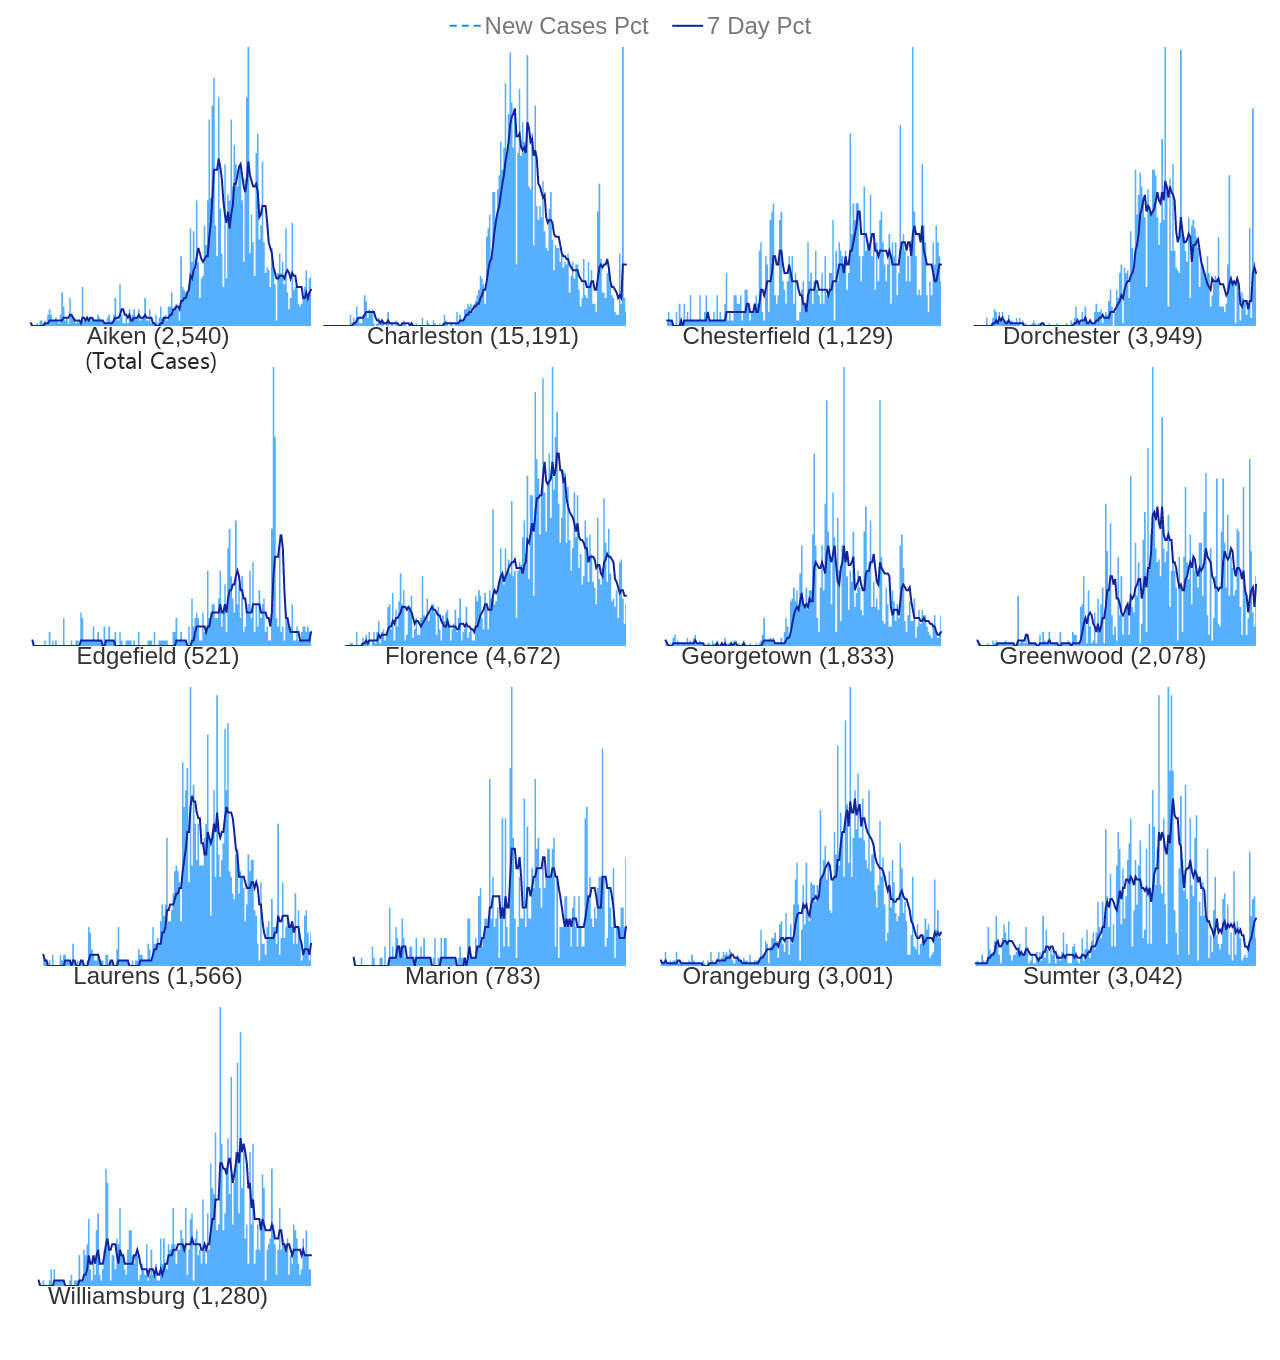 New Cases Pct 7 Day Pct
Aiken (2,540) Charleston (15,191) Chesterfield (1,129) Dorchester (3,949)
(Total Cases)
Edgefield (521) Florence (4,672) Georgetown (1,833) Greenwood (2,078)
Laurens (1,566) Marion (783) Orangeburg (3,001) Sumter (3,042)
Williamsburg (1,280)